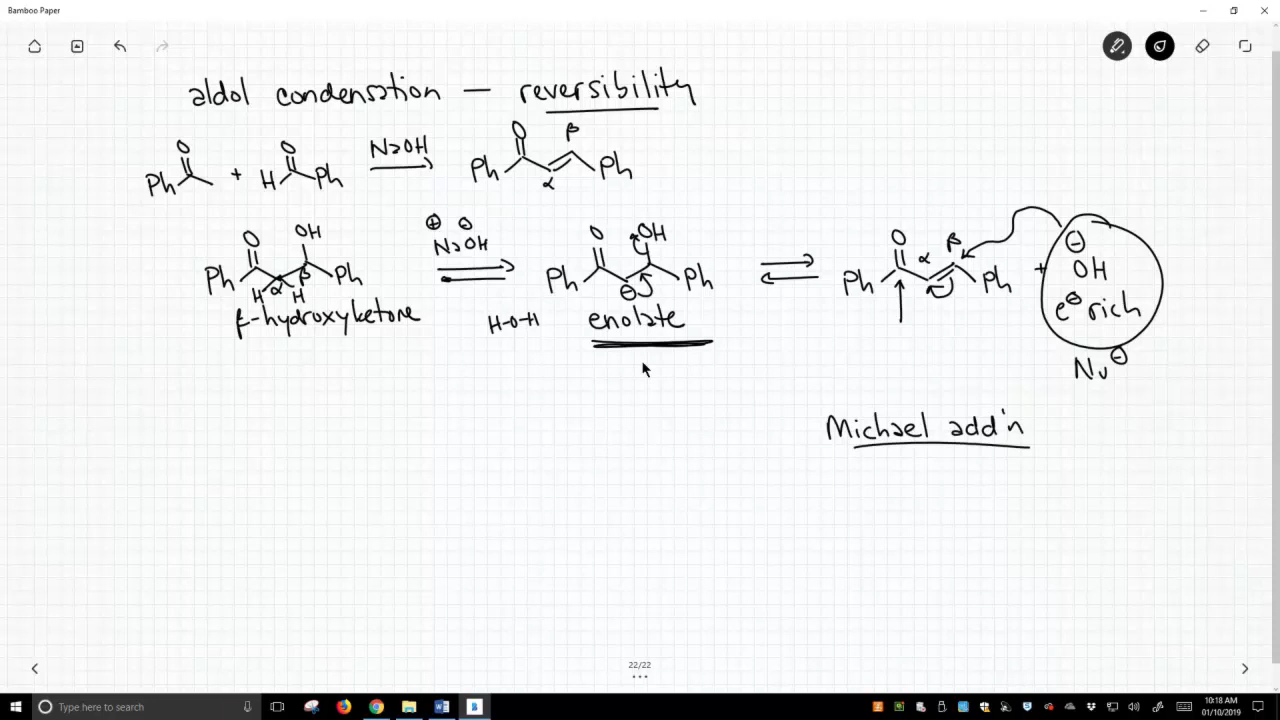 Bamboo Paper
aldol condensation — reversibility
O O O β
Ph + H Ph NaOH Ph α Ph
O OH ⊕ ⊖ O OH O α β ⊖
Ph H α H β Ph NaOH Ph ⊖ Ph Ph Ph + OH
β-hydroxyketone H-O-H enolate e⊖ rich
Nu⊖
Michael add'n
22/22
Type here to search
10:18 AM
01/10/2019